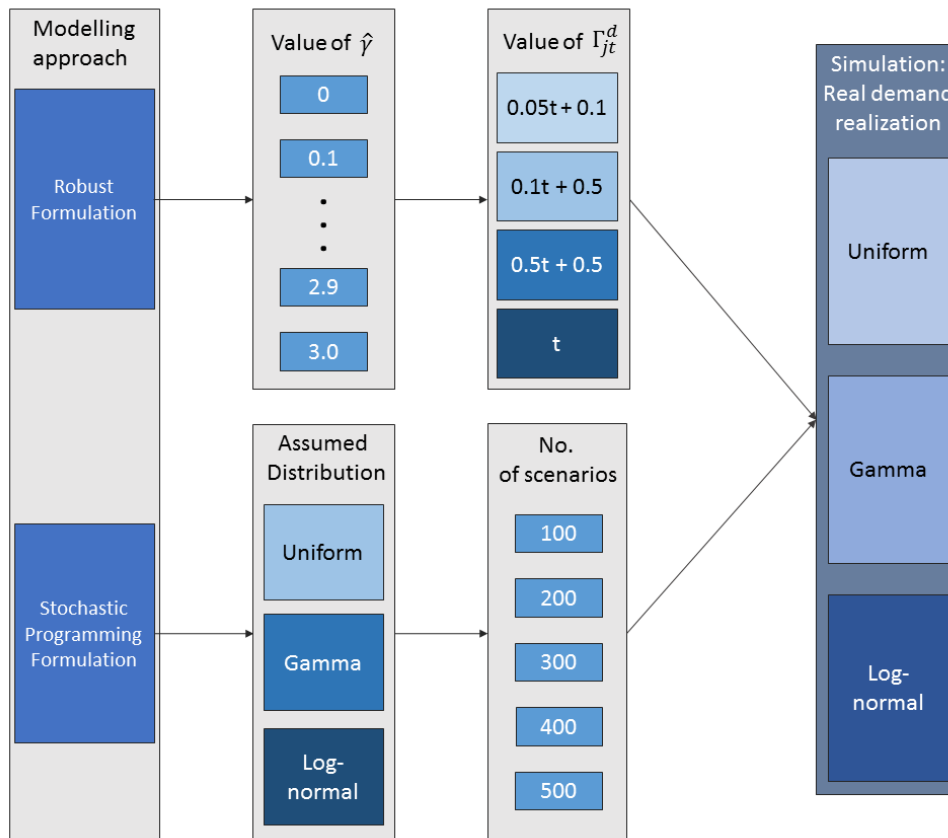 Modelling
approach
Robust
Formulation
Stochastic
Programming
Formulation
Value of γ̂
0
0.1
2.9
3.0
Value of Γᵈⱼₜ
0.05t + 0.1
0.1t + 0.5
0.5t + 0.5
t
Assumed
Distribution
Uniform
Gamma
Log-
normal
No.
of scenarios
100
200
300
400
500
Simulation:
Real demand
realization
Uniform
Gamma
Log-
normal